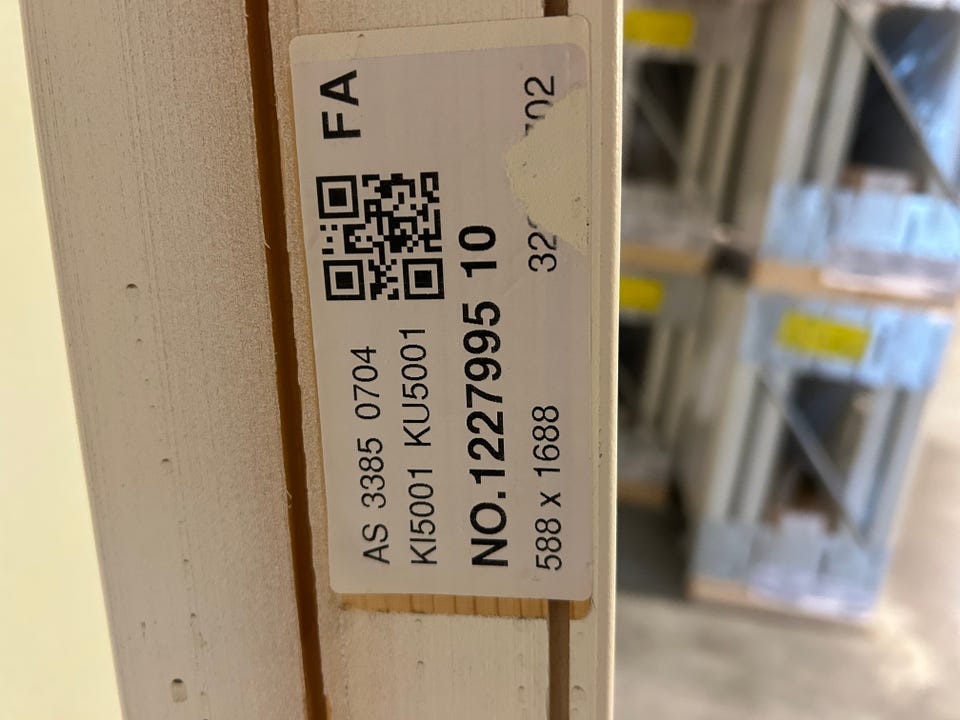 AS 3385 0704 FA
KI5001 KU5001
NO.1227995 10
588 x 1688